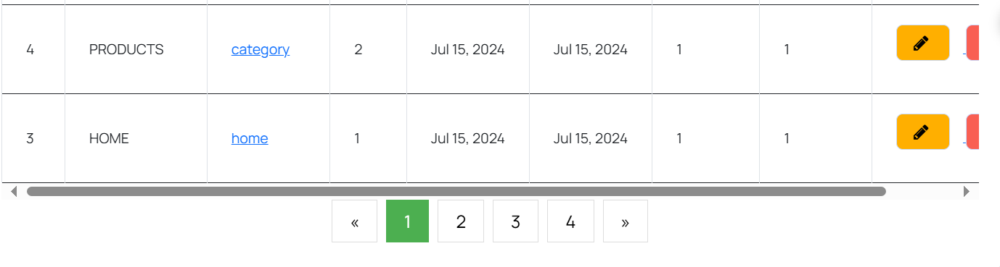 4 PRODUCTS category 2 Jul 15, 2024 Jul 15, 2024 1 1
3 HOME home 1 Jul 15, 2024 Jul 15, 2024 1 1
« 1 2 3 4 »